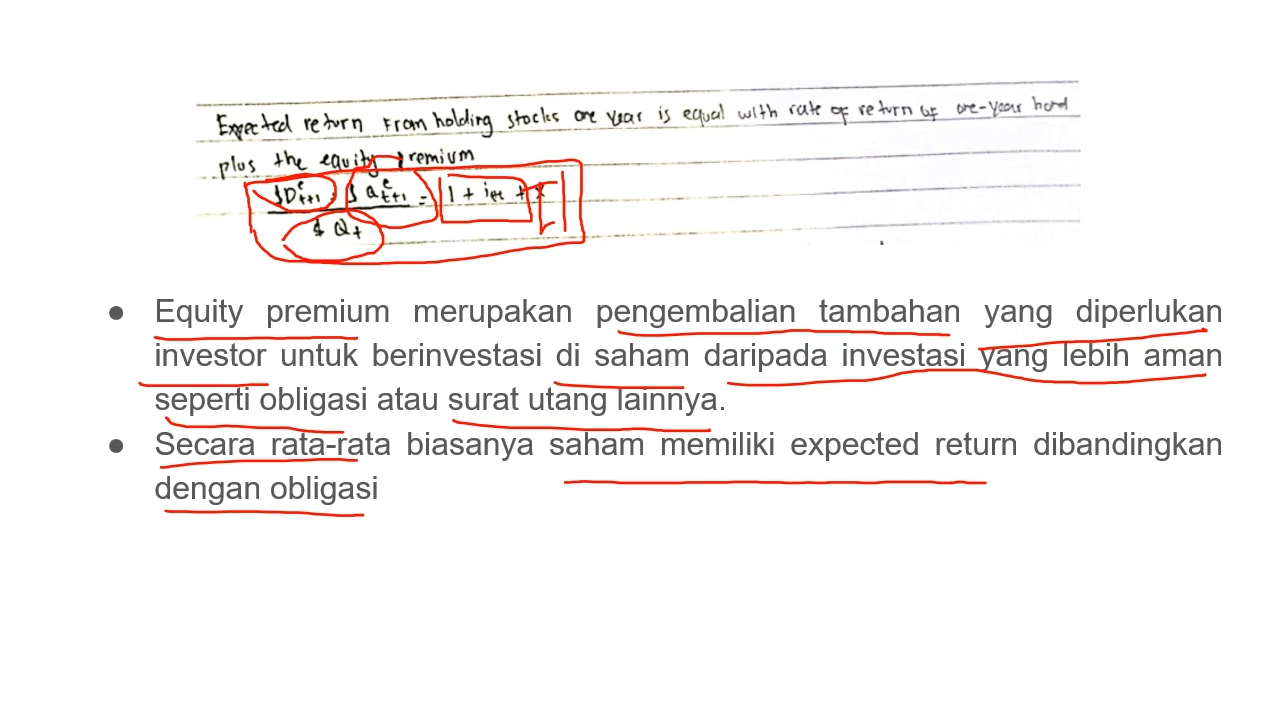 Expected return from holding stocks one year is equal with rate of return of one-year bond
plus the equity premium
$D^e_{t+1} + $Q^e_{t+1} = 1 + i_{1t} + x
$Q_t
● Equity premium merupakan pengembalian tambahan yang diperlukan
investor untuk berinvestasi di saham daripada investasi yang lebih aman
seperti obligasi atau surat utang lainnya.
● Secara rata-rata biasanya saham memiliki expected return dibandingkan
dengan obligasi